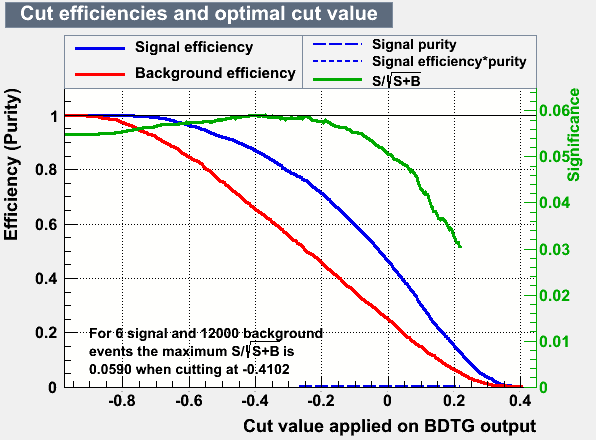 Cut efficiencies and optimal cut value
Signal efficiency
Background efficiency
Signal purity
Signal efficiency*purity
S/√S+B
Efficiency (Purity)
1
0.8
0.6
0.4
0.2
0
0.06
0.05
0.04
0.03
0.02
0.01
0
Significance
For 6 signal and 12000 background
events the maximum S/√S+B is
0.0590 when cutting at -0.4102
-0.8 -0.6 -0.4 -0.2 0 0.2 0.4
Cut value applied on BDTG output